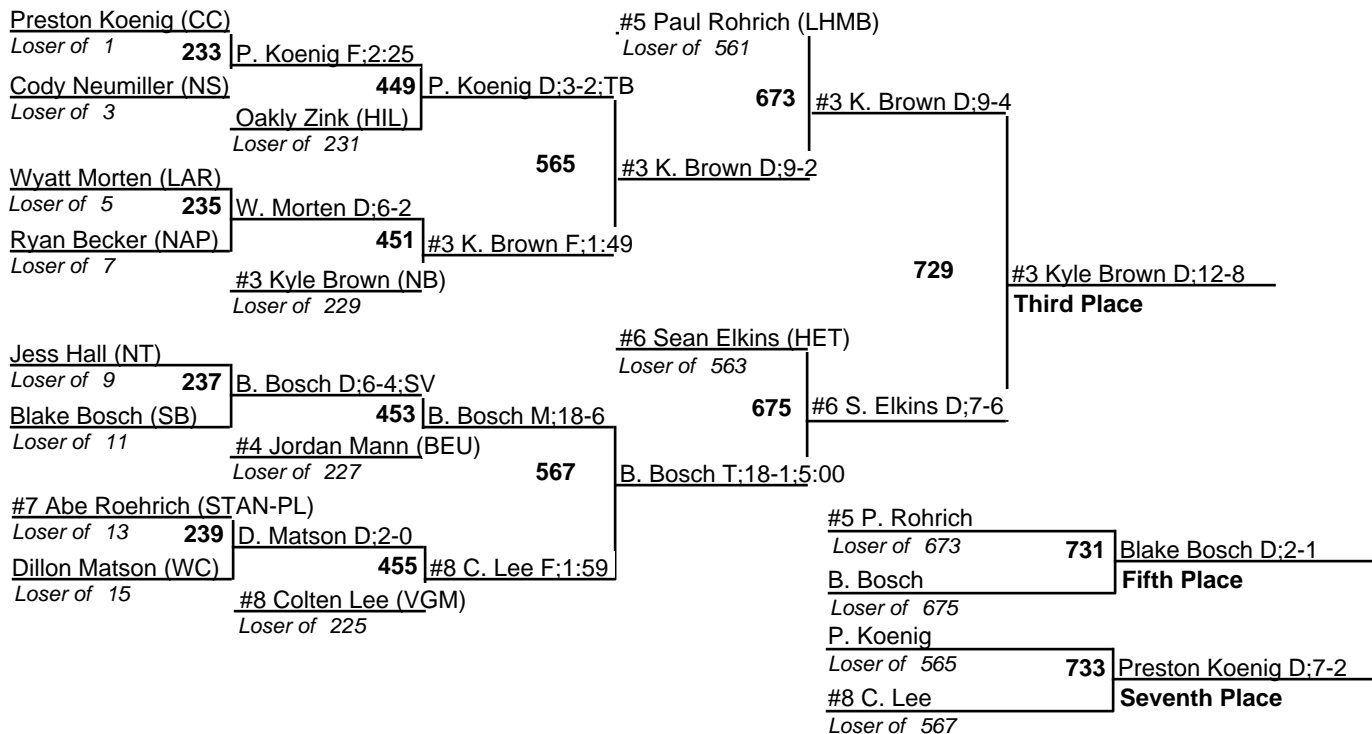 Preston Koenig (CC)
Loser of 1
233
P. Koenig F;2:25
Cody Neumiller (NS)
Loser of 3
449
P. Koenig D;3-2;TB
Oakly Zink (HIL)
Loser of 231
Wyatt Morten (LAR)
Loser of 5
235
W. Morten D;6-2
Ryan Becker (NAP)
Loser of 7
451
#3 K. Brown F;1:49
#3 Kyle Brown (NB)
Loser of 229
565
#3 K. Brown D;9-2
#5 Paul Rohrich (LHMB)
Loser of 561
673
#3 K. Brown D;9-4
Jess Hall (NT)
Loser of 9
237
B. Bosch D;6-4;SV
Blake Bosch (SB)
Loser of 11
453
B. Bosch M;18-6
#4 Jordan Mann (BEU)
Loser of 227
#7 Abe Roehrich (STAN-PL)
Loser of 13
239
D. Matson D;2-0
Dillon Matson (WC)
Loser of 15
455
#8 C. Lee F;1:59
#8 Colten Lee (VGM)
Loser of 225
567
B. Bosch T;18-1;5:00
#6 Sean Elkins (HET)
Loser of 563
675
#6 S. Elkins D;7-6
729
#3 Kyle Brown D;12-8
Third Place
#5 P. Rohrich
Loser of 673
731
Blake Bosch D;2-1
B. Bosch
Fifth Place
Loser of 675
P. Koenig
Loser of 565
733
Preston Koenig D;7-2
#8 C. Lee
Seventh Place
Loser of 567